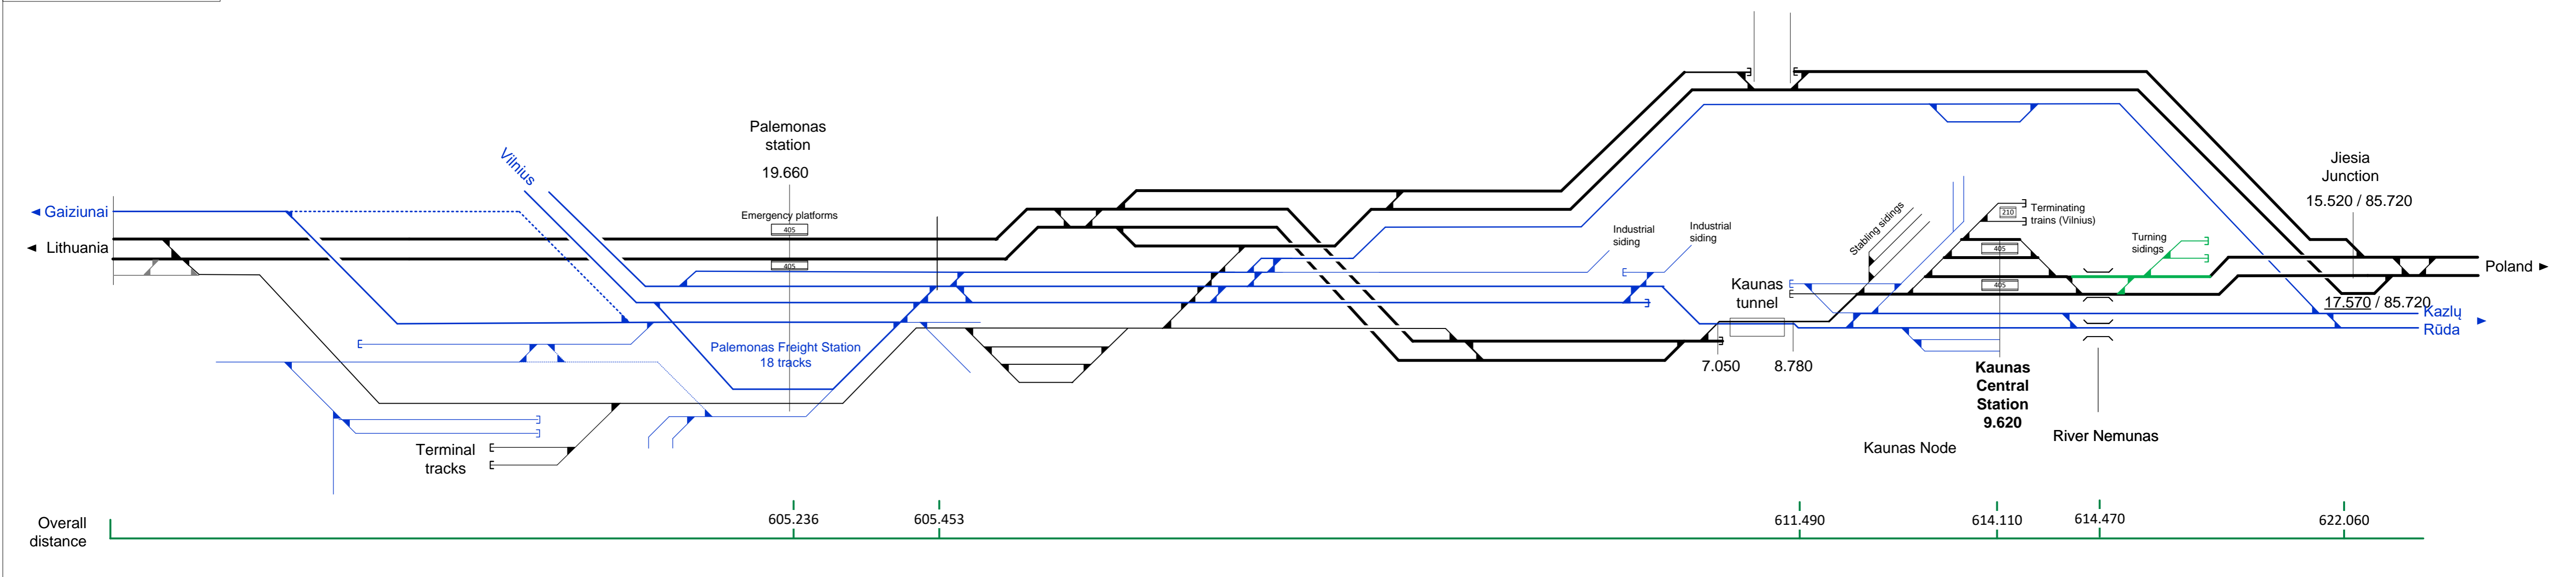 Palemonas
station
19.660
Vilnius
Gaiziunai
Lithuania
Emergency platforms
405
405
Palemonas Freight Station
18 tracks
Terminal
tracks
Industrial
siding
Industrial
siding
Kaunas
tunnel
7.050
8.780
Stabling sidings
210
Terminating
trains (Vilnius)
405
405
Turning
sidings
Jiesia
Junction
15.520 / 85.720
Poland
17.570 / 85.720
Kazlų
Rūda
Kaunas
Central
Station
9.620
River Nemunas
Kaunas Node
Overall
distance
605.236
605.453
611.490
614.110
614.470
622.060